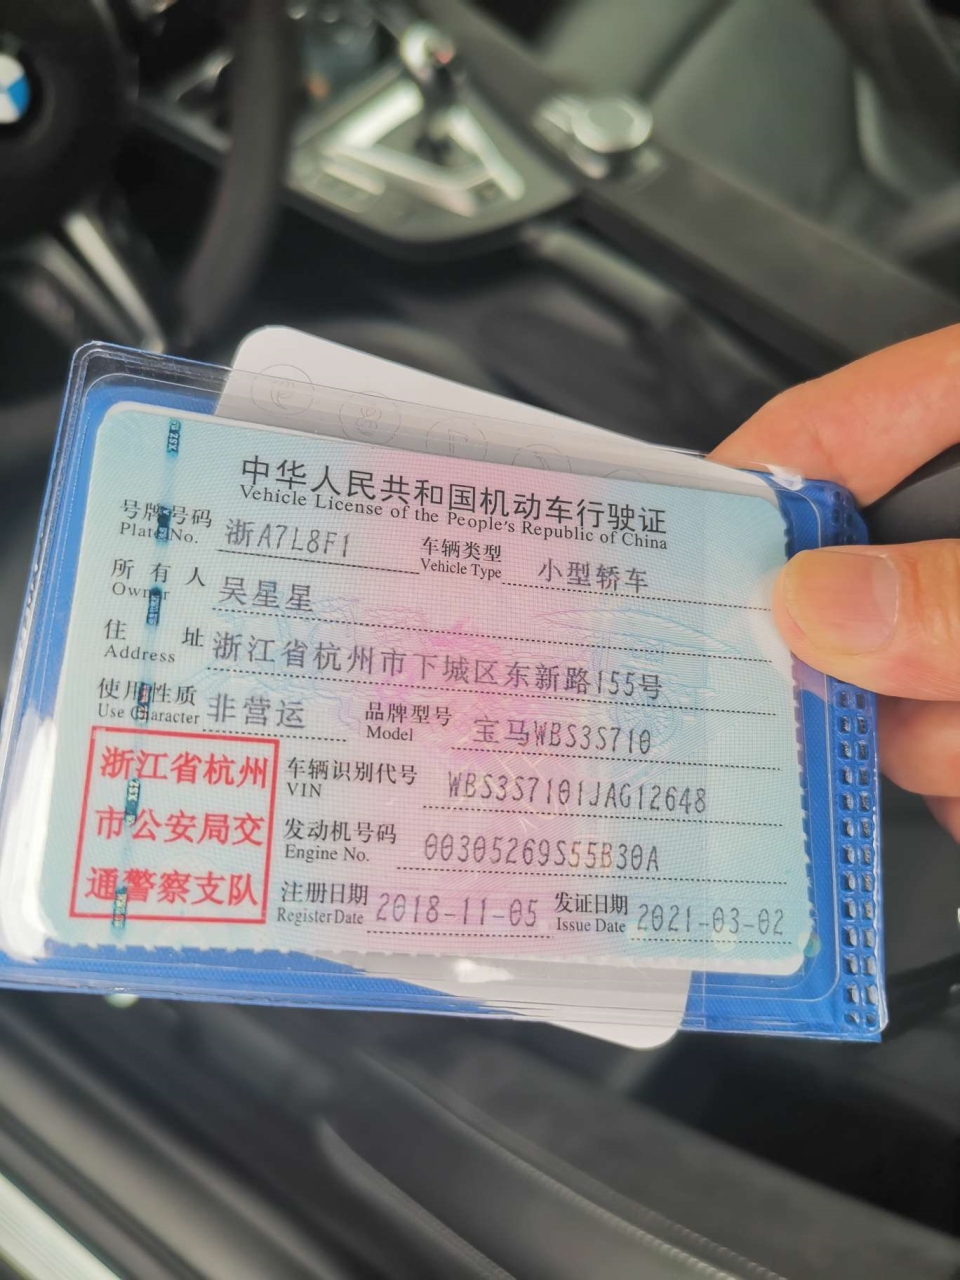 中华人民共和国机动车行驶证
Vehicle License of the People's Republic of China
号牌号码 浙A7L8F1 车辆类型 小型轿车
Plate No. Vehicle Type
所有人 吴星星
Owner
住址 浙江省杭州市下城区东新路155号
Address
使用性质 非营运 品牌型号 宝马WBS3S710
Use Character Model
浙江省杭州
市公安局交
通警察支队
车辆识别代号 WBS3S7101JAG12648
VIN
发动机号码 00305269S55B30A
Engine No.
注册日期 2018-11-05 发证日期 2021-03-02
Register Date Issue Date